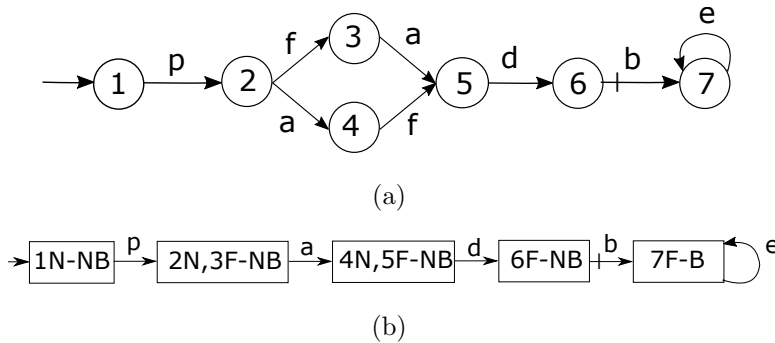 e
f 3 a
p d b
1 2 5 6 7
a 4 f
(a)
p a d b e
1N-NB 2N,3F-NB 4N,5F-NB 6F-NB 7F-B
(b)